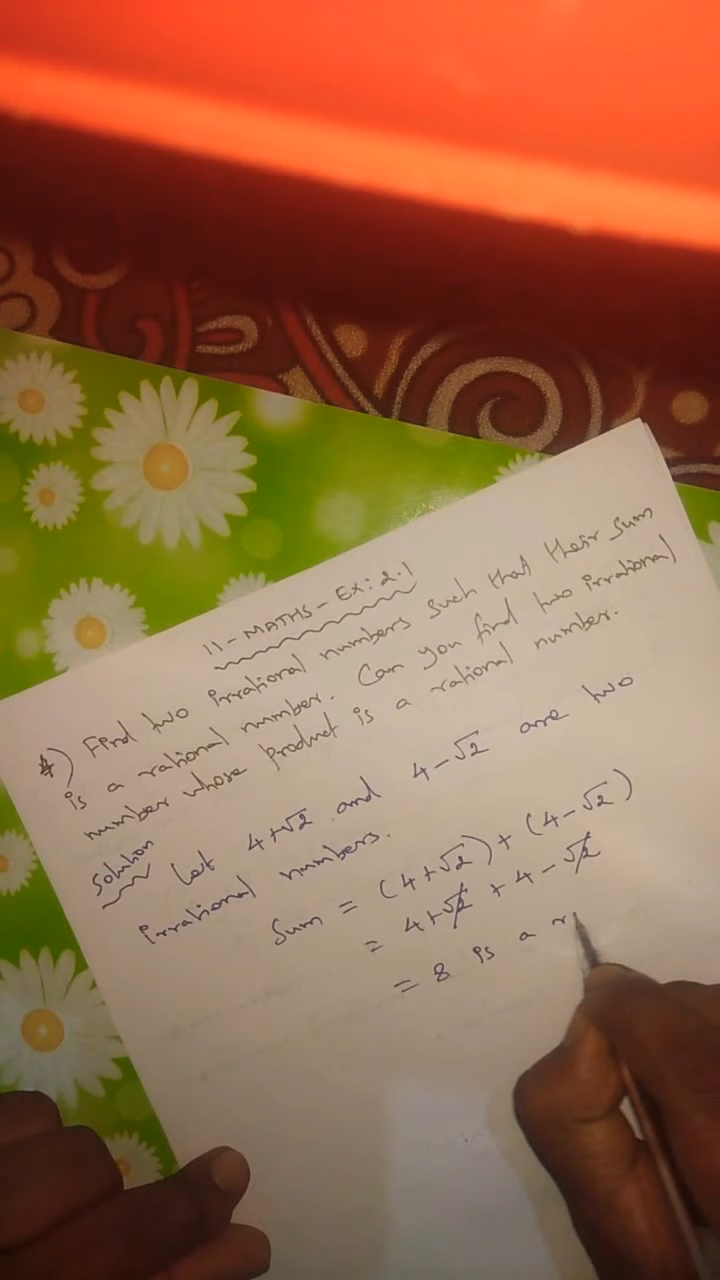 11-MATHS-Ex:2.1
4) Find two irrational numbers such that their sum
is a rational number. Can you find two irrational
number whose product is a rational number.
Solution
Let 4+√2 and 4-√2 are two
irrational numbers.
Sum = (4+√2)+(4-√2)
= 4+√2+4-√2
= 8 is a r